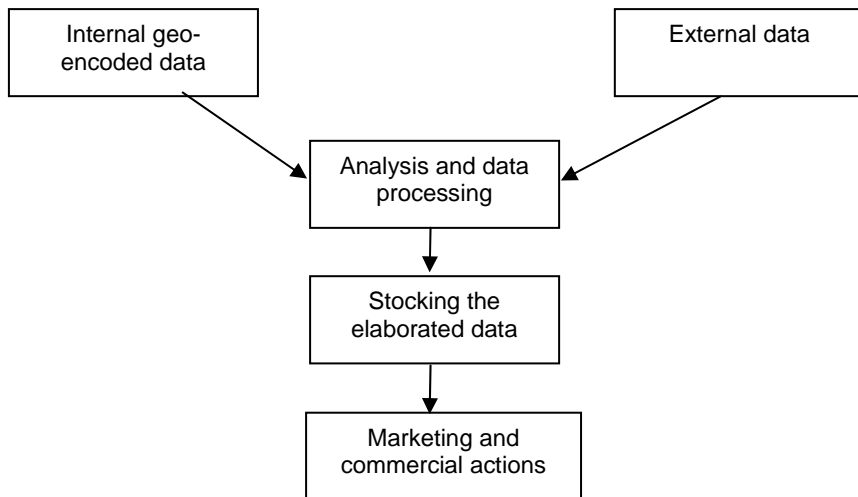 Internal geo-
encoded data
External data
Analysis and data
processing
Stocking the
elaborated data
Marketing and
commercial actions